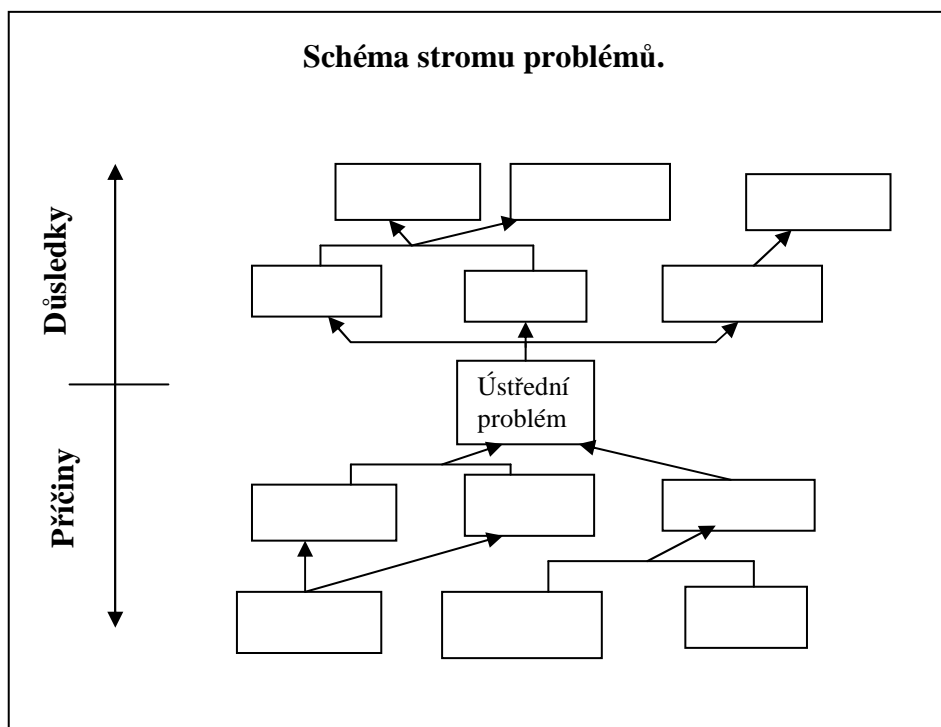 Schéma stromu problémů.
Důsledky
Ústřední
problém
Příčiny